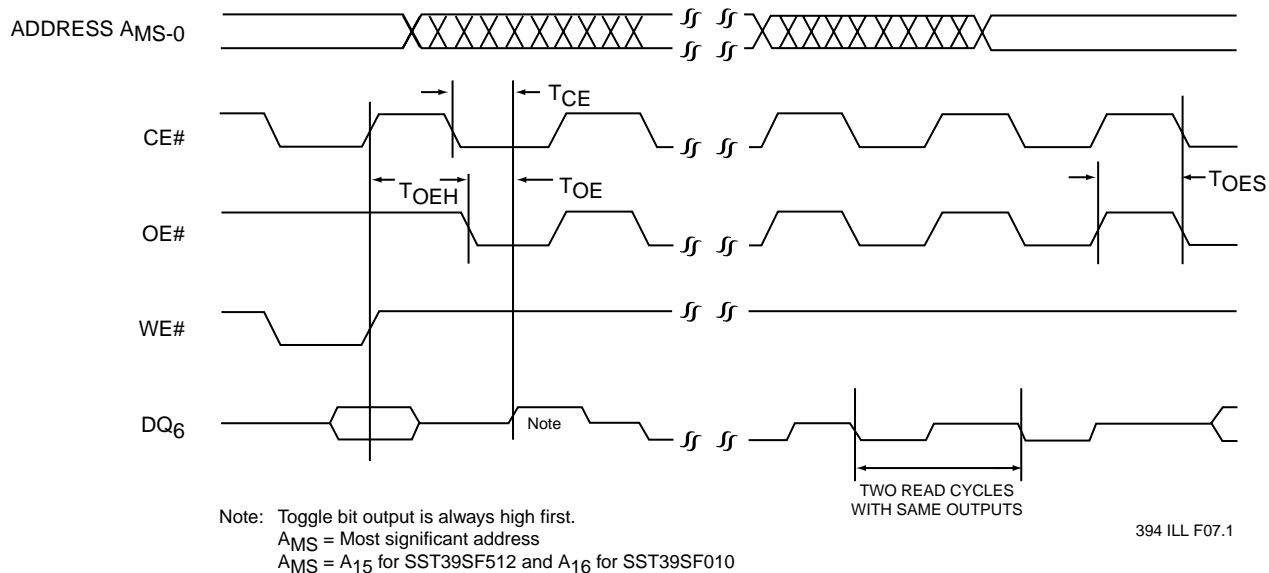 ADDRESS AMS-0
TCE
CE#
TOEH
TOE
TOES
OE#
WE#
DQ6
Note
TWO READ CYCLES
WITH SAME OUTPUTS
Note: Toggle bit output is always high first.
AMS = Most significant address
AMS = A15 for SST39SF512 and A16 for SST39SF010
394 ILL F07.1